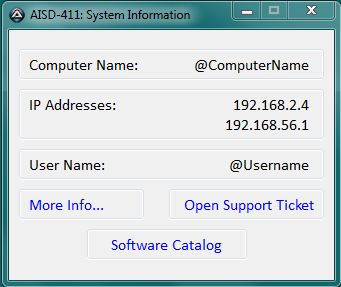 AISD-411: System Information
Computer Name: @ComputerName
IP Addresses: 192.168.2.4
192.168.56.1
User Name: @Username
More Info... Open Support Ticket
Software Catalog